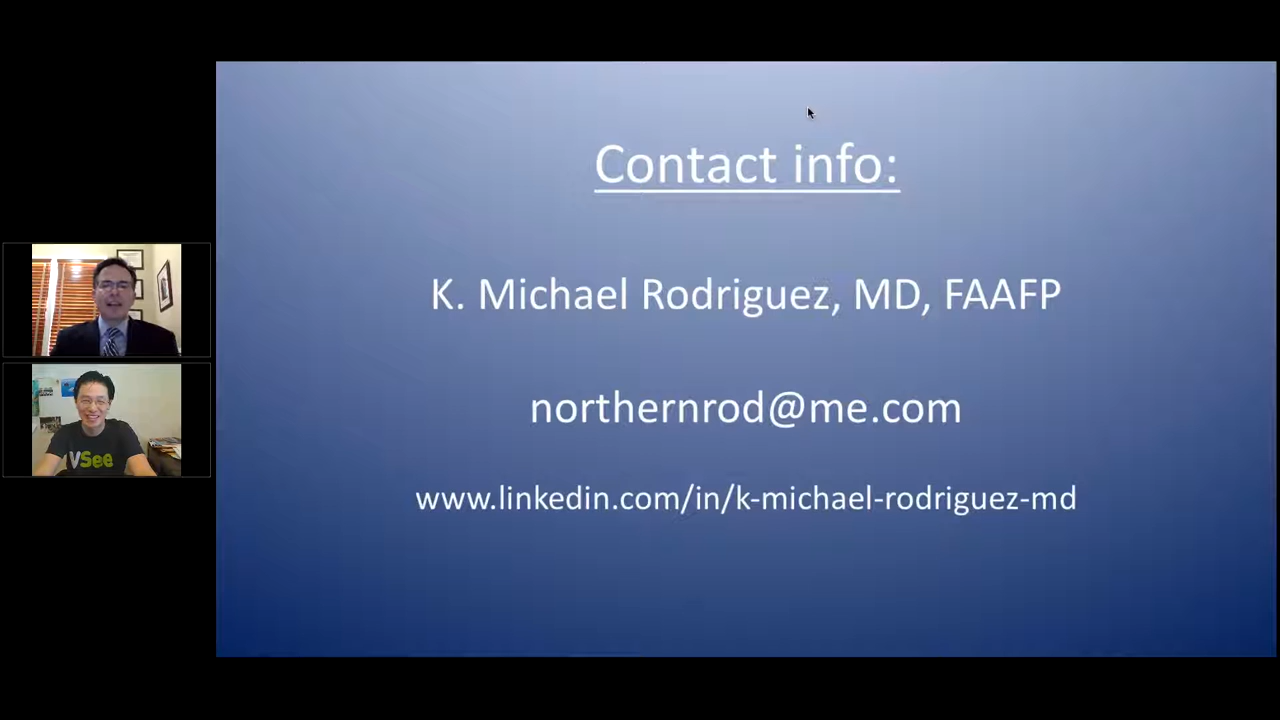 Contact info:
K. Michael Rodriguez, MD, FAAFP
northernrod@me.com
www.linkedin.com/in/k-michael-rodriguez-md
VSee